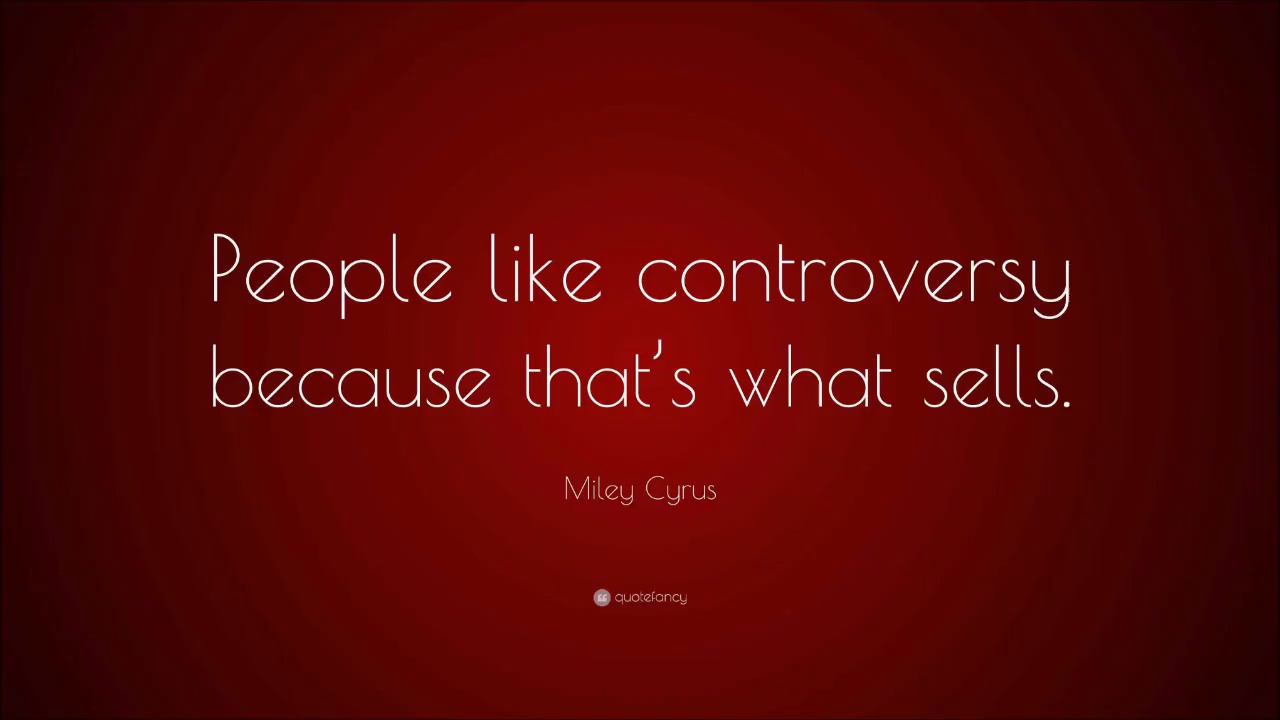 People like controversy
because that’s what sells.
Miley Cyrus
quotefancy